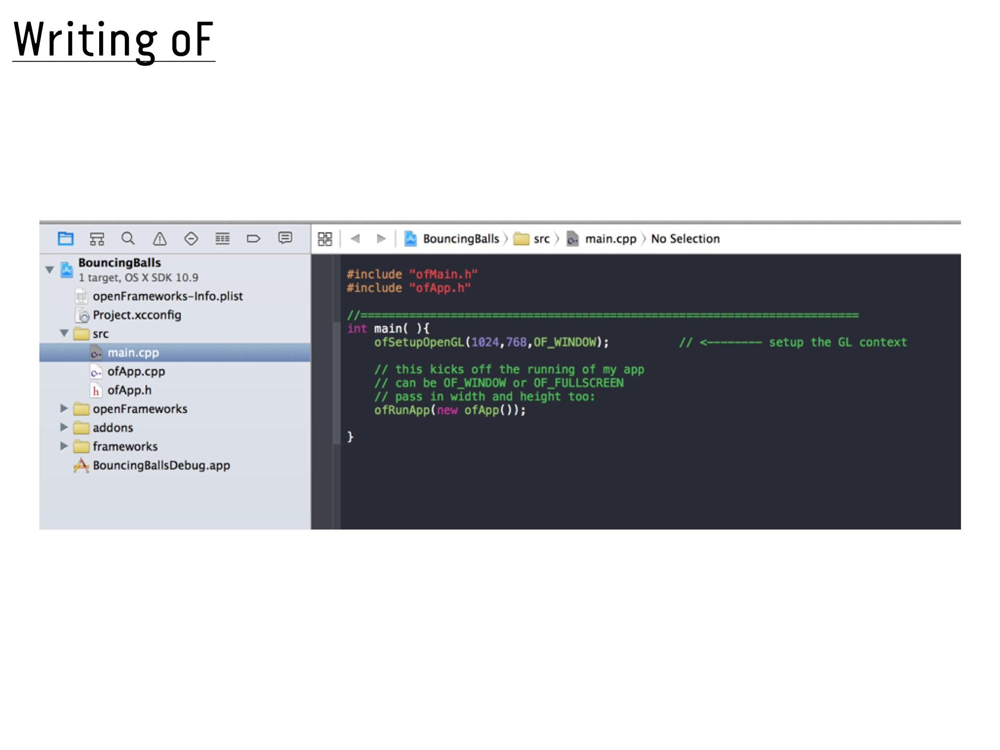 Writing oF
BouncingBalls
1 target, OS X SDK 10.9
openFrameworks-Info.plist
Project.xcconfig
src
main.cpp
ofApp.cpp
ofApp.h
openFrameworks
addons
frameworks
BouncingBallsDebug.app
BouncingBalls 〉 src 〉 main.cpp 〉 No Selection
#include "ofMain.h"
#include "ofApp.h"
//========================================================================
int main( ){
ofSetupOpenGL(1024,768,OF_WINDOW); // <-------- setup the GL context
// this kicks off the running of my app
// can be OF_WINDOW or OF_FULLSCREEN
// pass in width and height too:
ofRunApp(new ofApp());
}